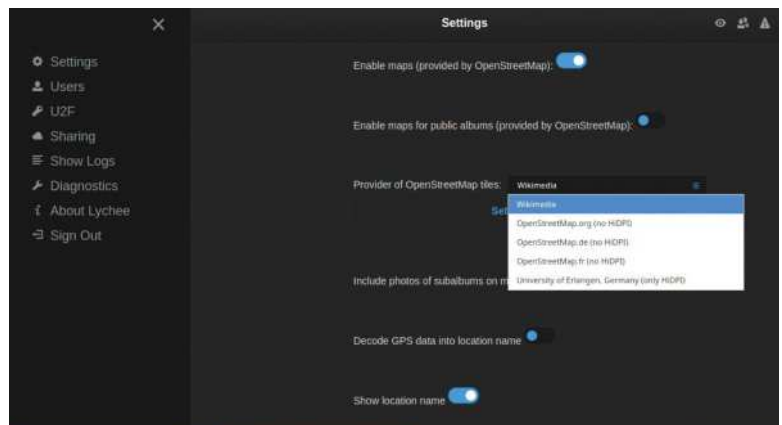 Settings
Settings
Users
U2F
Sharing
Show Logs
Diagnostics
About Lychee
Sign Out
Enable maps (provided by OpenStreetMap):
Enable maps for public albums (provided by OpenStreetMap):
Provider of OpenStreetMap tiles: Wikimedia
Set
Wikimedia
OpenStreetMap.org (no HiDPI)
OpenStreetMap.de (no HiDPI)
OpenStreetMap.fr (no HiDPI)
University of Erlangen, Germany (only HiDPI)
Include photos of subalbums on m
Decode GPS data into location name
Show location name